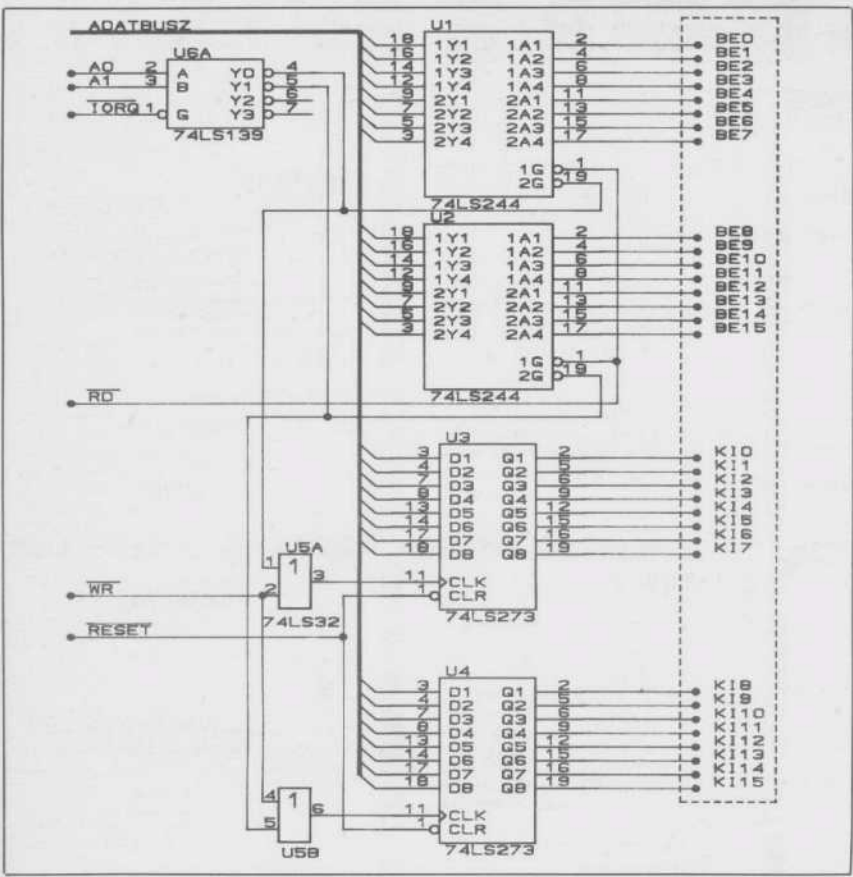 ADATBUSZ
U6A
A0 2 A Y0 4
A1 3 B Y1 5
Y2 6
IORQ 1 G Y3 7
74LS139
U1
18 1Y1 1A1 2 BE0
16 1Y2 1A2 4 BE1
14 1Y3 1A3 6 BE2
12 1Y4 1A4 8 BE3
9 2Y1 2A1 11 BE4
7 2Y2 2A2 13 BE5
5 2Y3 2A3 15 BE6
3 2Y4 2A4 17 BE7
1G 1
2G 19
74LS244
U2
18 1Y1 1A1 2 BE8
16 1Y2 1A2 4 BE9
14 1Y3 1A3 6 BE10
12 1Y4 1A4 8 BE11
9 2Y1 2A1 11 BE12
7 2Y2 2A2 13 BE13
5 2Y3 2A3 15 BE14
3 2Y4 2A4 17 BE15
1G 1
2G 19
74LS244
RD
U3
3 D1 Q1 2 KI0
4 D2 Q2 5 KI1
7 D3 Q3 6 KI2
8 D4 Q4 9 KI3
13 D5 Q5 12 KI4
14 D6 Q6 15 KI5
17 D7 Q7 16 KI6
18 D8 Q8 19 KI7
11 CLK
1 CLR
74LS273
U5A
1 1 3
WR 2
74LS32
RESET
U4
3 D1 Q1 2 KI8
4 D2 Q2 5 KI9
7 D3 Q3 6 KI10
8 D4 Q4 9 KI11
13 D5 Q5 12 KI12
14 D6 Q6 15 KI13
17 D7 Q7 16 KI14
18 D8 Q8 19 KI15
11 CLK
1 CLR
74LS273
4 1 6
5
U5B